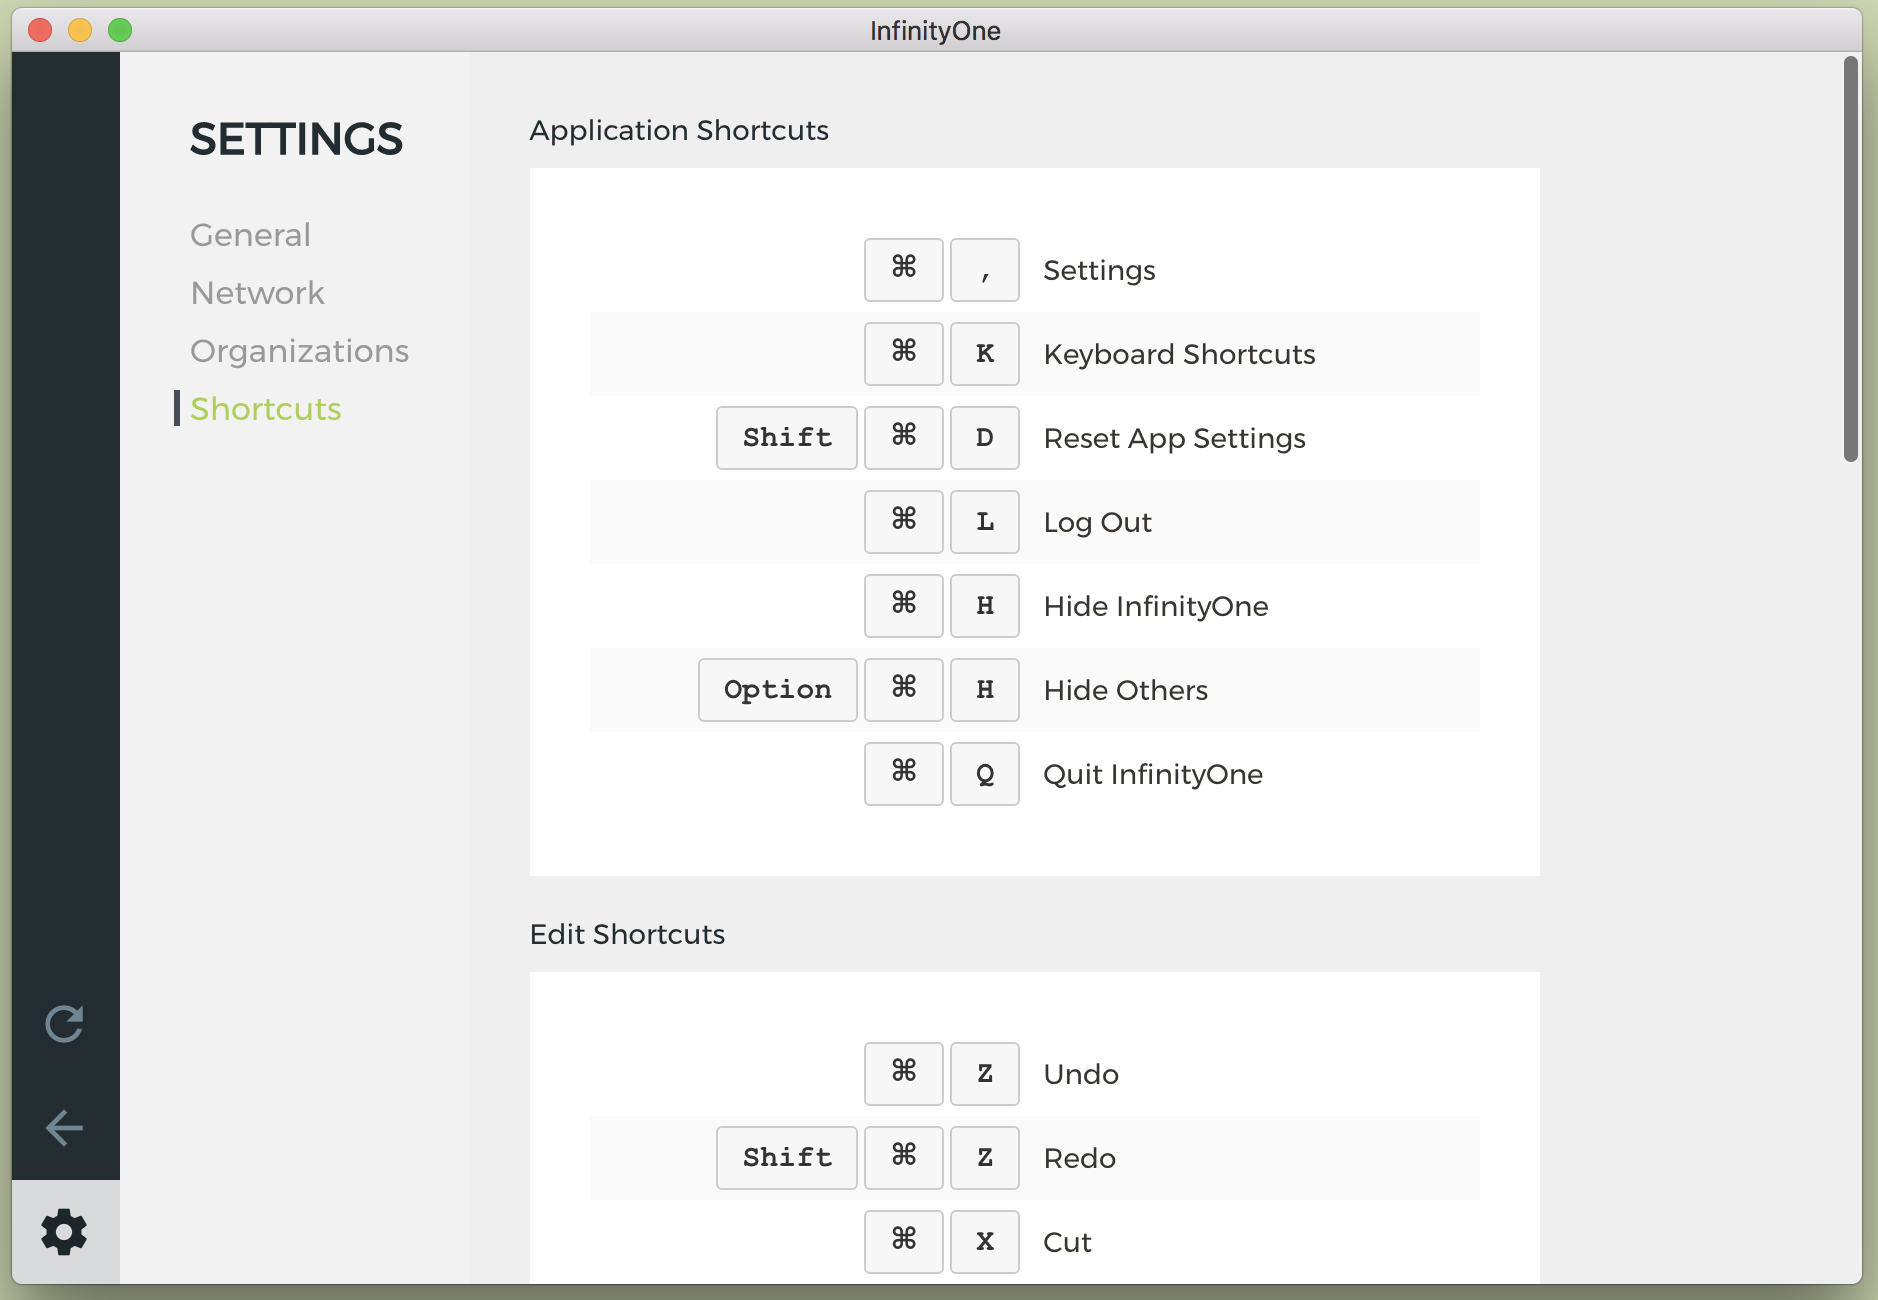 InfinityOne
SETTINGS
General
Network
Organizations
Shortcuts
Application Shortcuts
⌘ , Settings
⌘ K Keyboard Shortcuts
Shift ⌘ D Reset App Settings
⌘ L Log Out
⌘ H Hide InfinityOne
Option ⌘ H Hide Others
⌘ Q Quit InfinityOne
Edit Shortcuts
⌘ Z Undo
Shift ⌘ Z Redo
⌘ X Cut